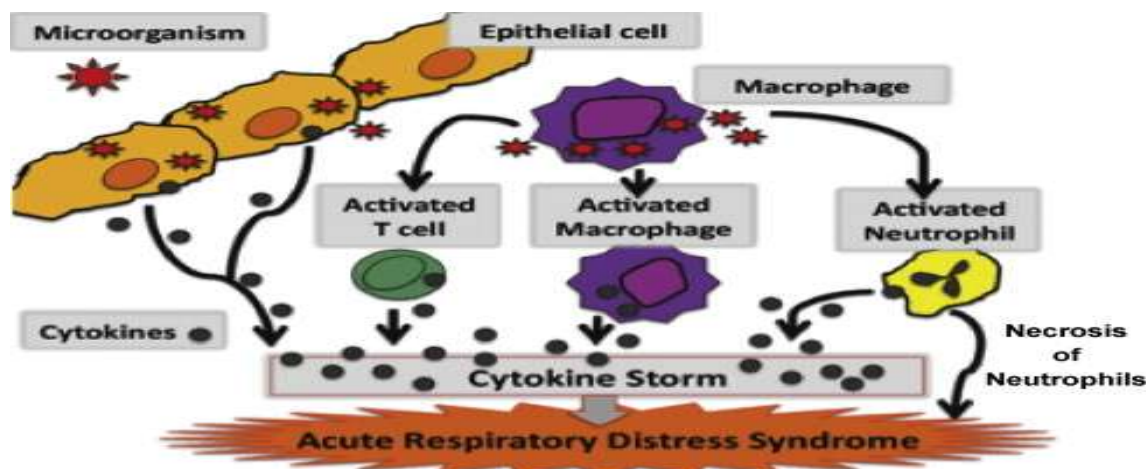 Microorganism
Epithelial cell
Macrophage
Activated
T cell
Activated
Macrophage
Activated
Neutrophil
Cytokines
Necrosis
of
Neutrophils
Cytokine Storm
Acute Respiratory Distress Syndrome